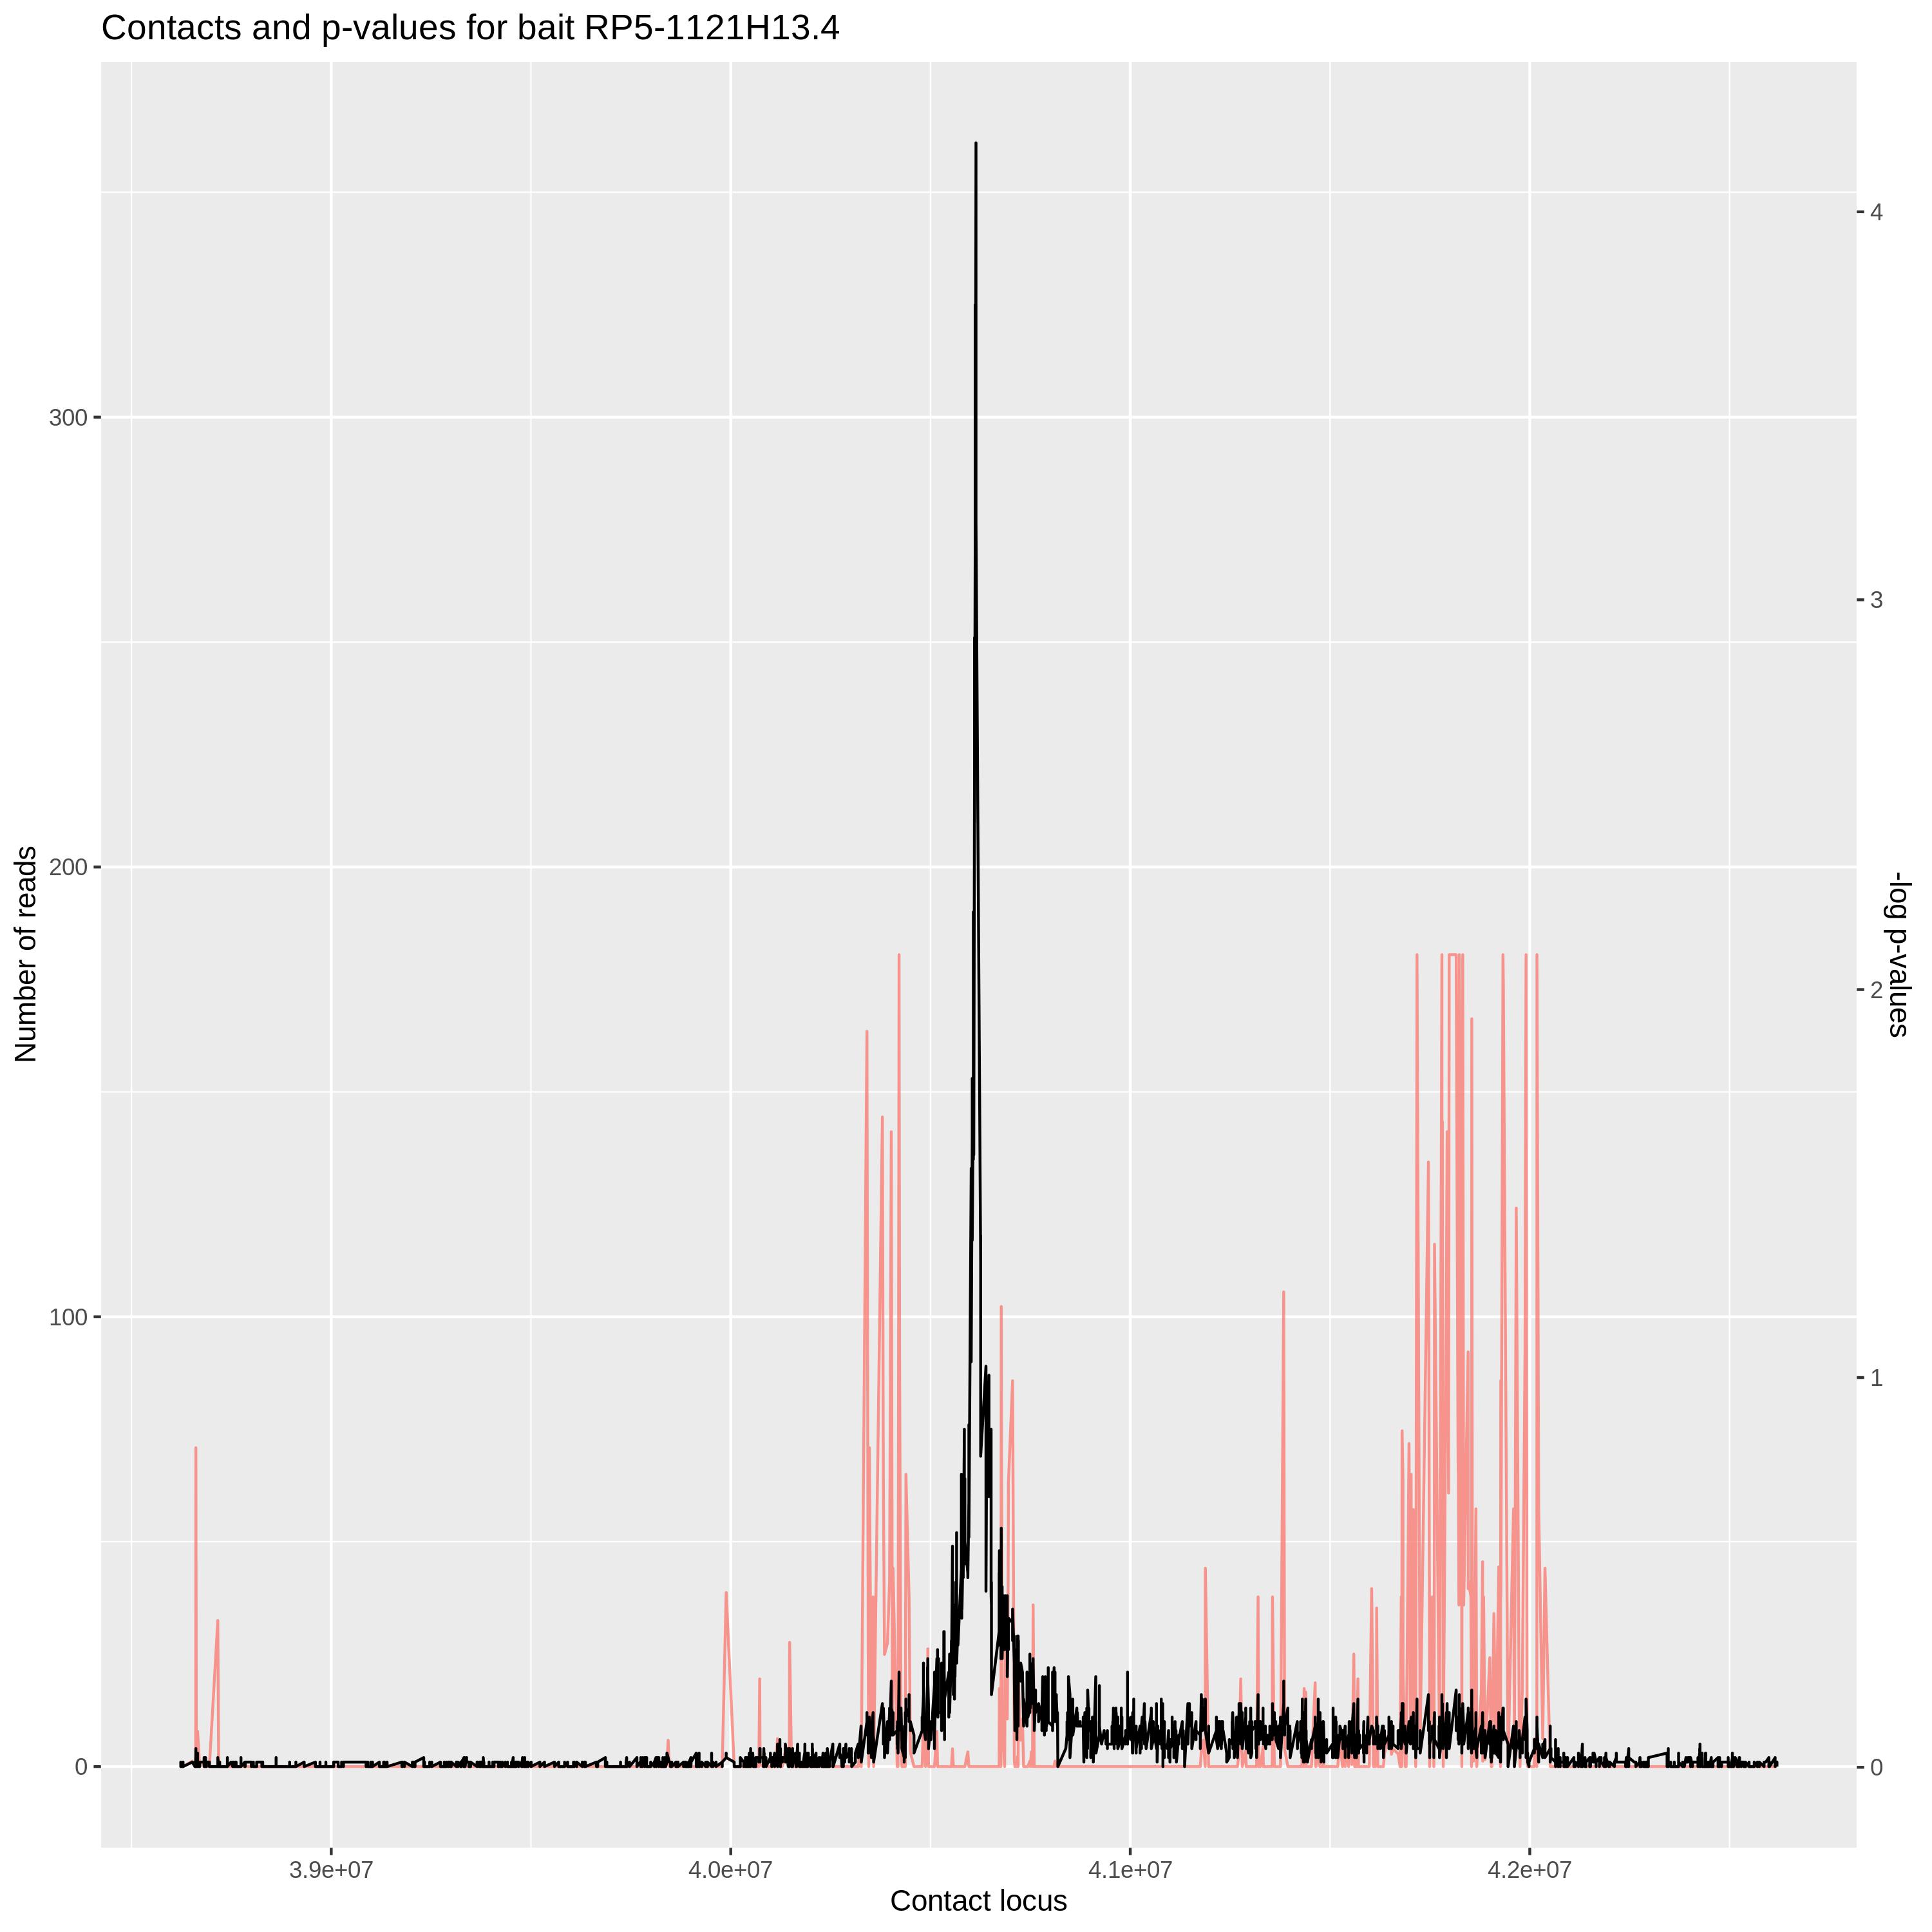 Contacts and p-values for bait RP5-1121H13.4
Number of reads
300
200
100
0
4
3
2
1
0
-log p-values
3.9e+07
4.0e+07
4.1e+07
4.2e+07
Contact locus